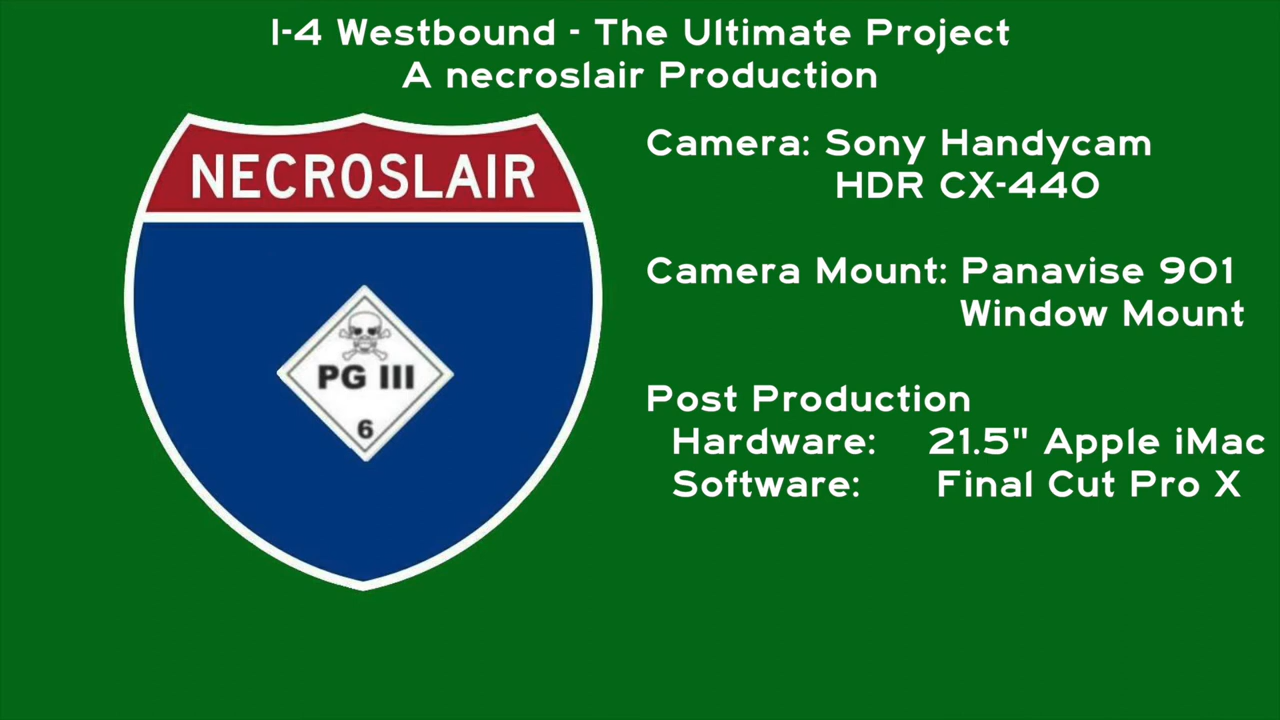 I-4 Westbound - The Ultimate Project
A necroslair Production
NECROSLAIR
PG III
6
Camera: Sony Handycam
HDR CX-440
Camera Mount: Panavise 901
Window Mount
Post Production
Hardware: 21.5" Apple iMac
Software: Final Cut Pro X